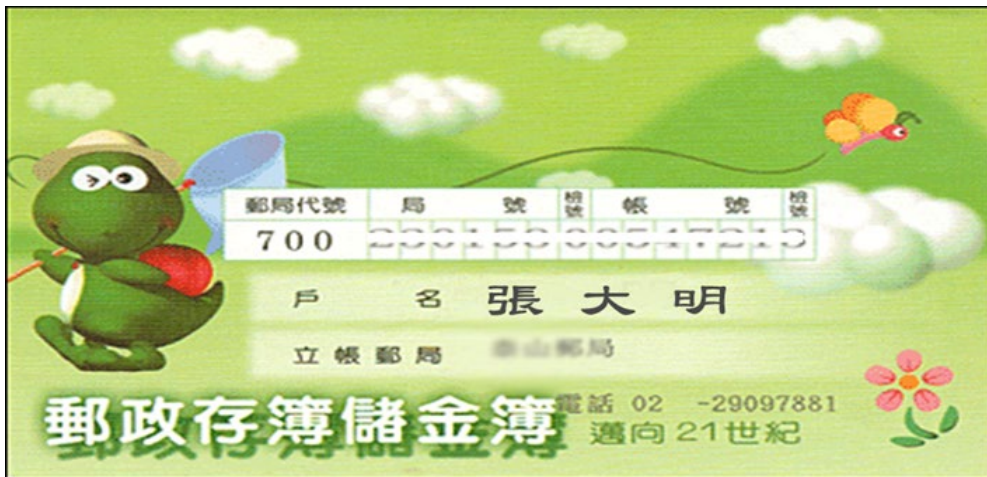 郵局代號 局 號 檢號 帳 號 檢號
700
戶 名 張大明
立帳郵局
電話 02 -29097881
郵政存簿儲金簿 邁向21世紀